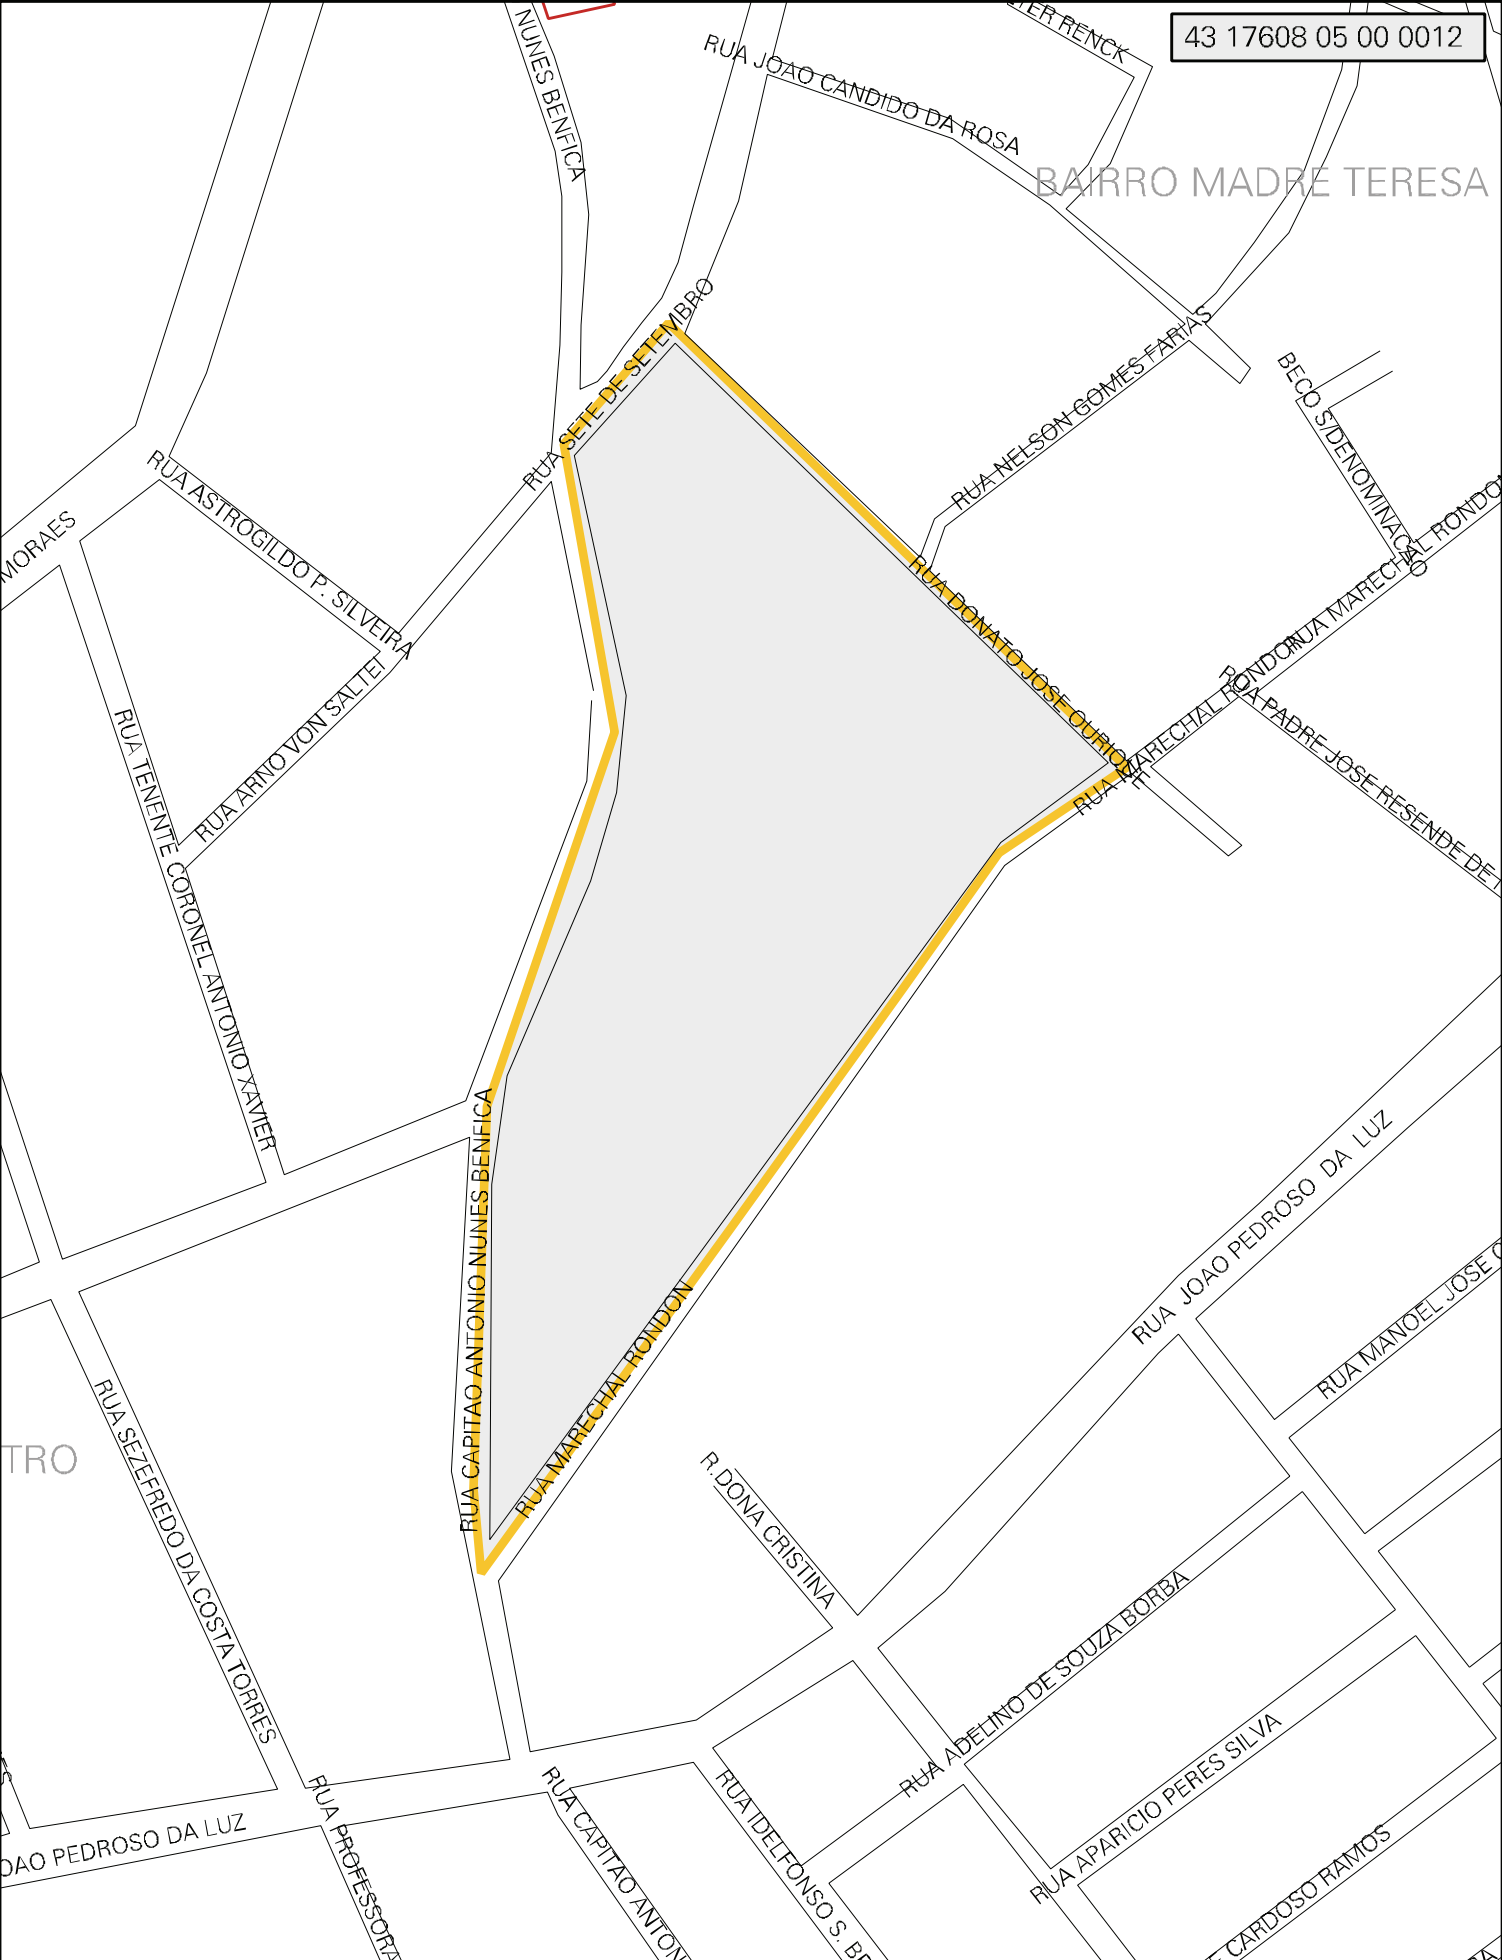 43 17608 05 00 0012
NUNES BENFICA
TER RENCK
RUA JOAO CANDIDO DA ROSA
BAIRRO MADRE TERESA
RUA SETE DE SETEMBRO
RUA NELSON GOMES FARIAS
BECO S/DENOMINACAO
RUA ASTROGILDO P. SILVEIRA
MORAES
RUA DONATO JOSE OURIQUE
RUA MARECHAL RONDON
RUA MARECHAL RONDON
RUA PADRE JOSE RESENDE DE
RUA ARNO VON SALTEI
RUA TENENTE CORONEL ANTONIO XAVIER
RUA CAPITAO ANTONIO NUNES BENFICA
RUA MARECHAL RONDON
RUA JOAO PEDROSO DA LUZ
RUA MANOEL JOSE
TRO
RUA SEZEFREDO DA COSTA TORRES
R.DONA CRISTINA
RUA ADELINO DE SOUZA BORBA
RUA APARICIO PERES SILVA
OAO PEDROSO DA LUZ
RUA PROFESSORA
RUA CAPITAO ANTON
RUA IDELFONSO S. BE
CARDOSO RAMOS